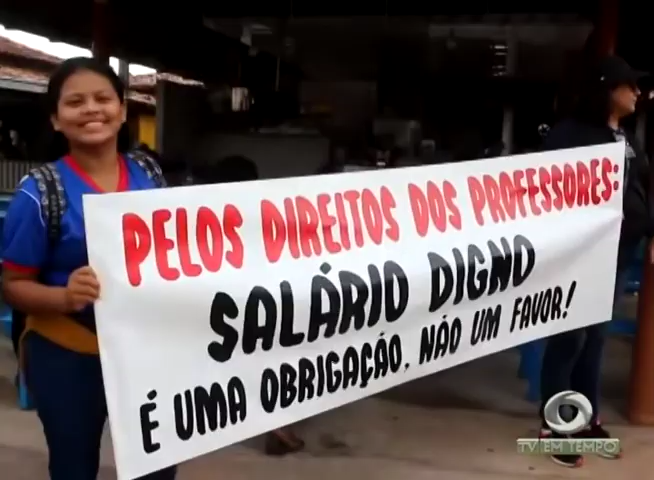 PELOS DIREITOS DOS PROFESSORES:
SALÁRIO DIGNO
É UMA OBRIGAÇÃO, NÃO UM FAVOR!
TV EM TEMPO